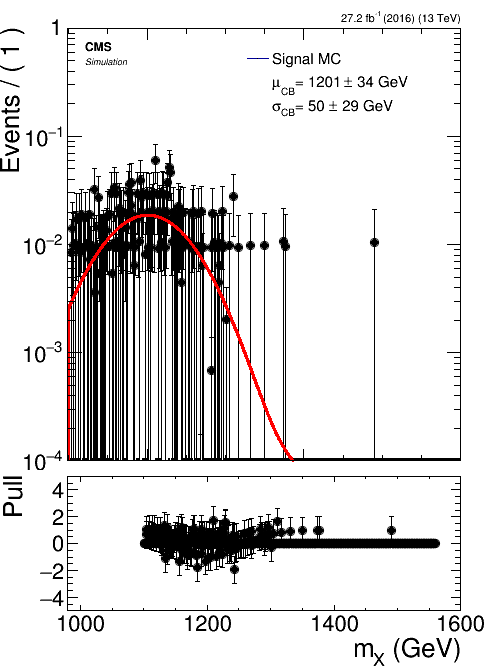 27.2 fb⁻¹ (2016) (13 TeV)
CMS
Simulation
Signal MC
μ_CB = 1201 ± 34 GeV
σ_CB = 50 ± 29 GeV
Events / ( 1 )
1
10⁻¹
10⁻²
10⁻³
10⁻⁴
Pull
4
2
0
−2
−4
1000 1200 1400 1600
m_X (GeV)